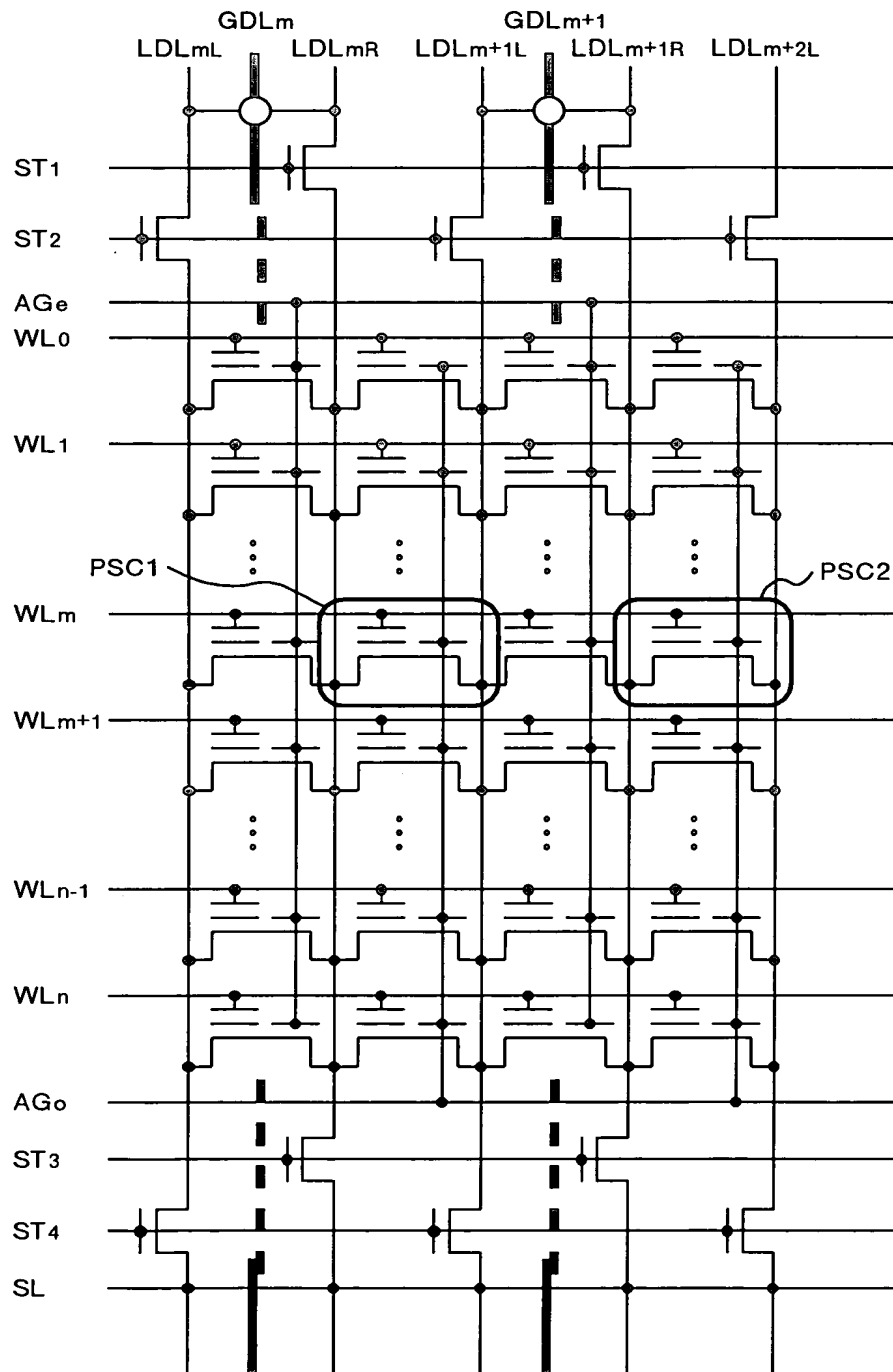 GDLm GDLm+1
LDLmL LDLmR LDLm+1L LDLm+1R LDLm+2L
ST1
ST2
AGe
WL0
WL1
PSC1 PSC2
WLm
WLm+1
WLn-1
WLn
AGo
ST3
ST4
SL